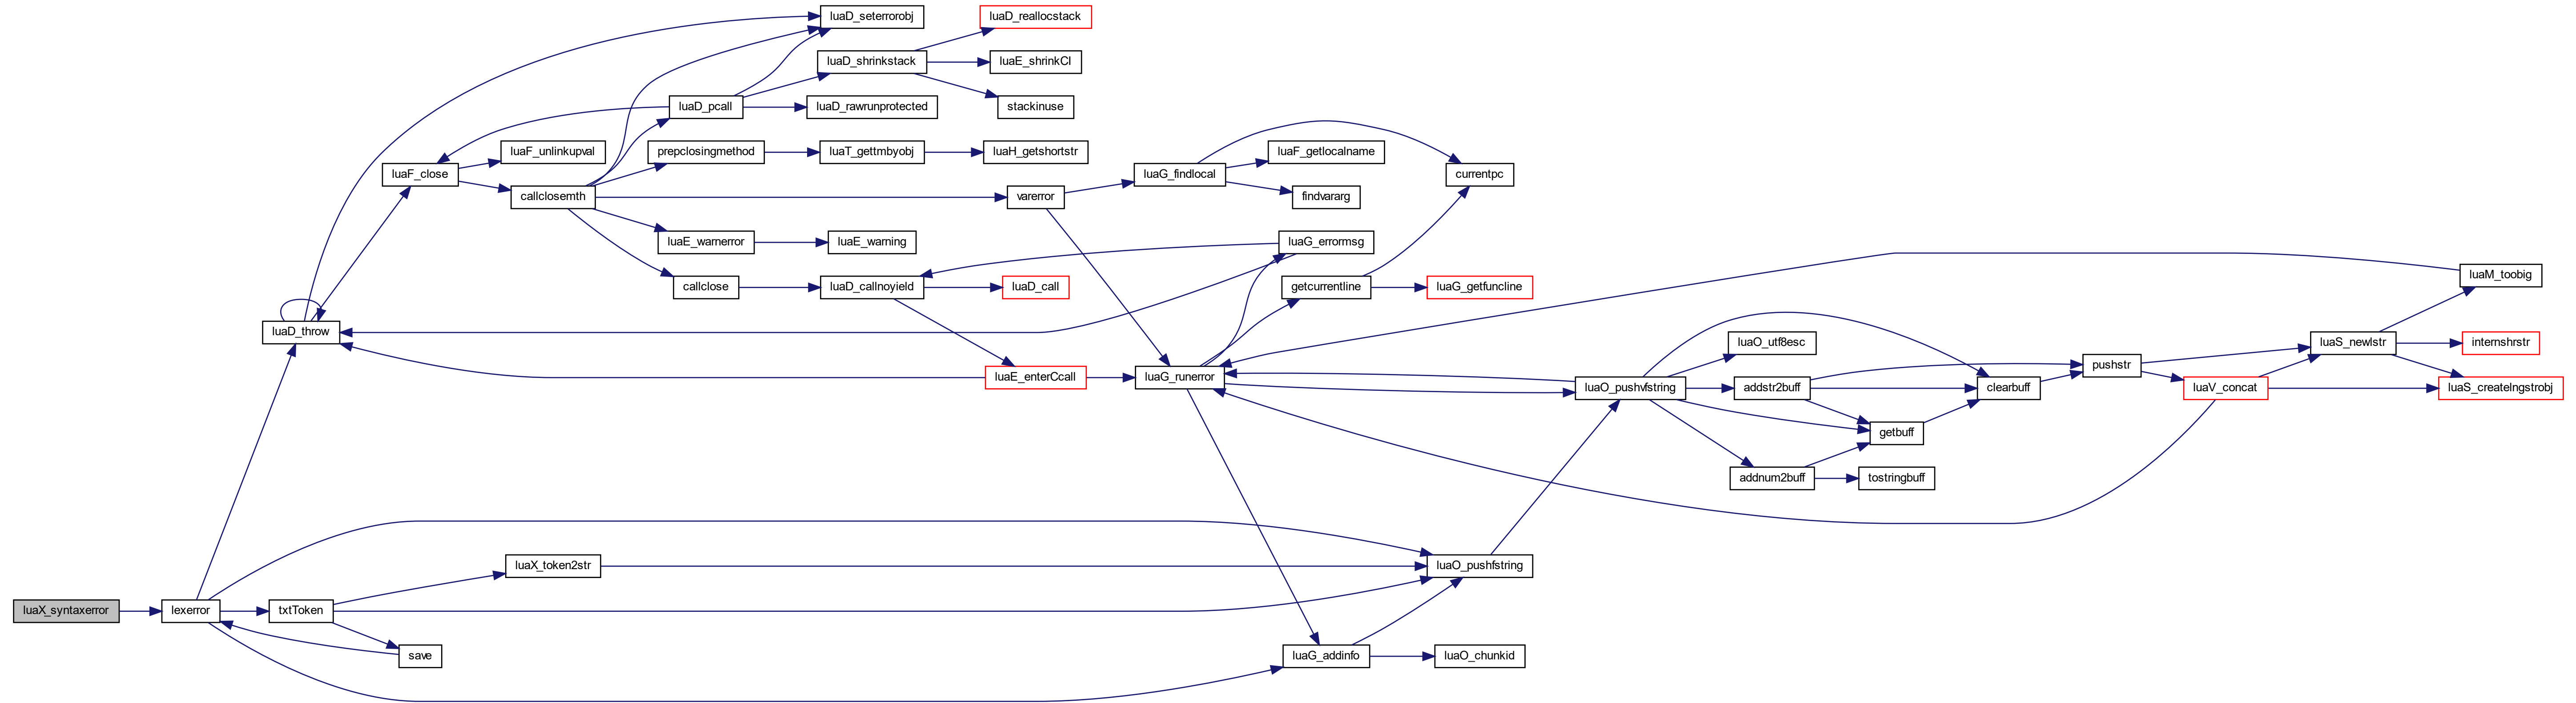 luaD_seterrorobj
luaD_reallocstack
luaD_shrinkstack
luaE_shrinkCI
luaD_pcall
luaD_rawrunprotected
stackinuse
luaF_unlinkupval
prepclosingmethod
luaT_gettmbyobj
luaH_getshortstr
luaF_getlocalname
luaF_close
luaG_findlocal
currentpc
callclosemth
varerror
findvararg
luaE_warnerror
luaE_warning
luaG_errormsg
luaM_toobig
callclose
luaD_callnoyield
luaD_call
getcurrentline
luaG_getfuncline
luaD_throw
luaO_utf8esc
luaS_newlstr
internshrstr
luaE_enterCcall
luaG_runerror
luaO_pushvfstring
addstr2buff
clearbuff
pushstr
luaV_concat
luaS_createlngstrobj
getbuff
addnum2buff
tostringbuff
luaX_token2str
luaO_pushfstring
luaX_syntaxerror
lexerror
txtToken
save
luaG_addinfo
luaO_chunkid